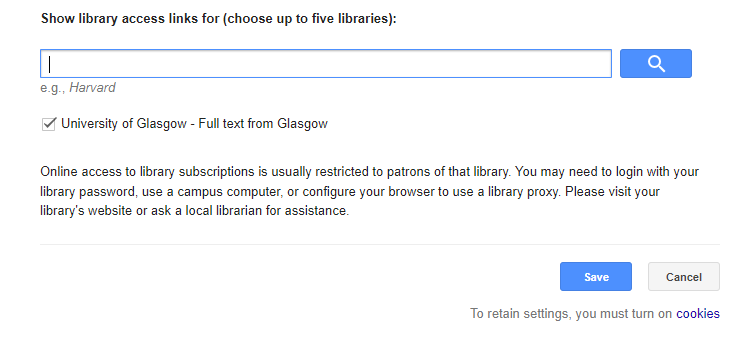 Show library access links for (choose up to five libraries):
e.g., Harvard
University of Glasgow - Full text from Glasgow
Online access to library subscriptions is usually restricted to patrons of that library. You may need to login with your
library password, use a campus computer, or configure your browser to use a library proxy. Please visit your
library's website or ask a local librarian for assistance.
Save Cancel
To retain settings, you must turn on cookies